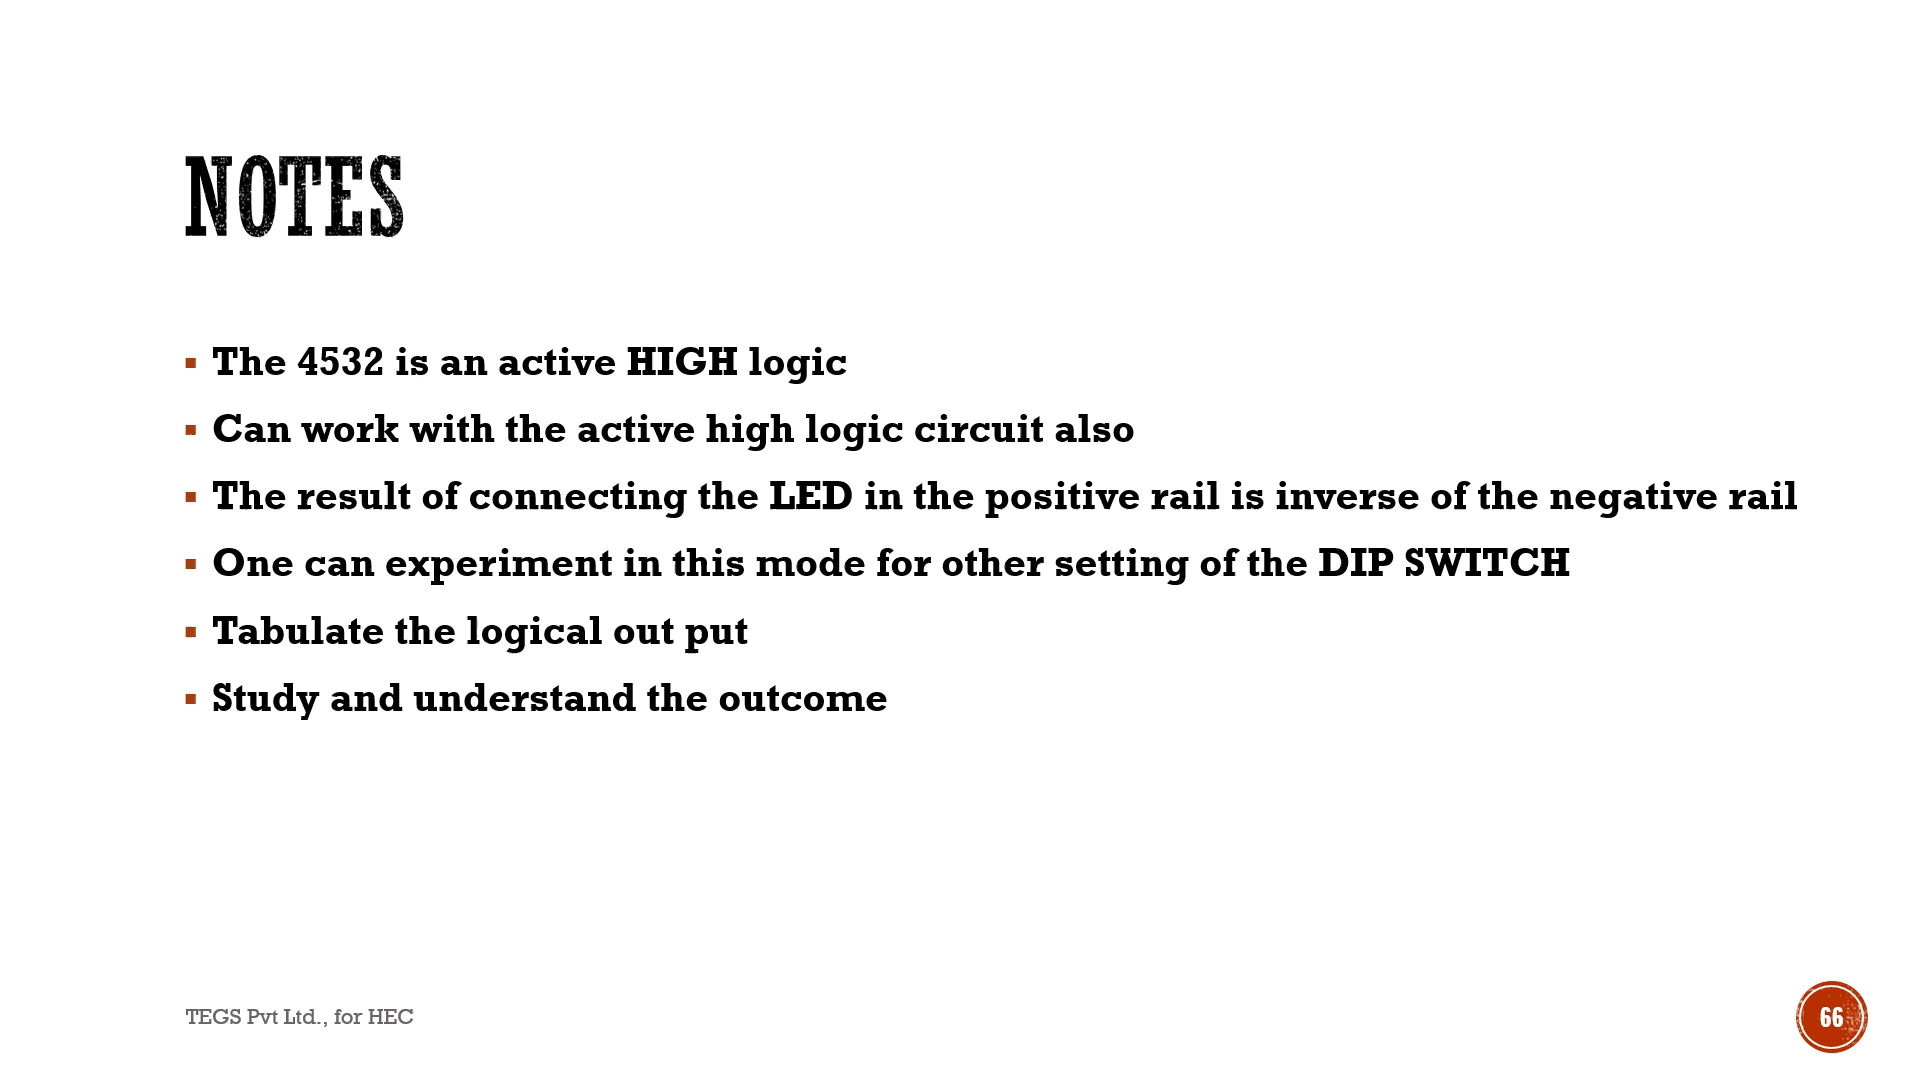 NOTES
▪ The 4532 is an active HIGH logic
▪ Can work with the active high logic circuit also
▪ The result of connecting the LED in the positive rail is inverse of the negative rail
▪ One can experiment in this mode for other setting of the DIP SWITCH
▪ Tabulate the logical out put
▪ Study and understand the outcome
TEGS Pvt Ltd., for HEC
66